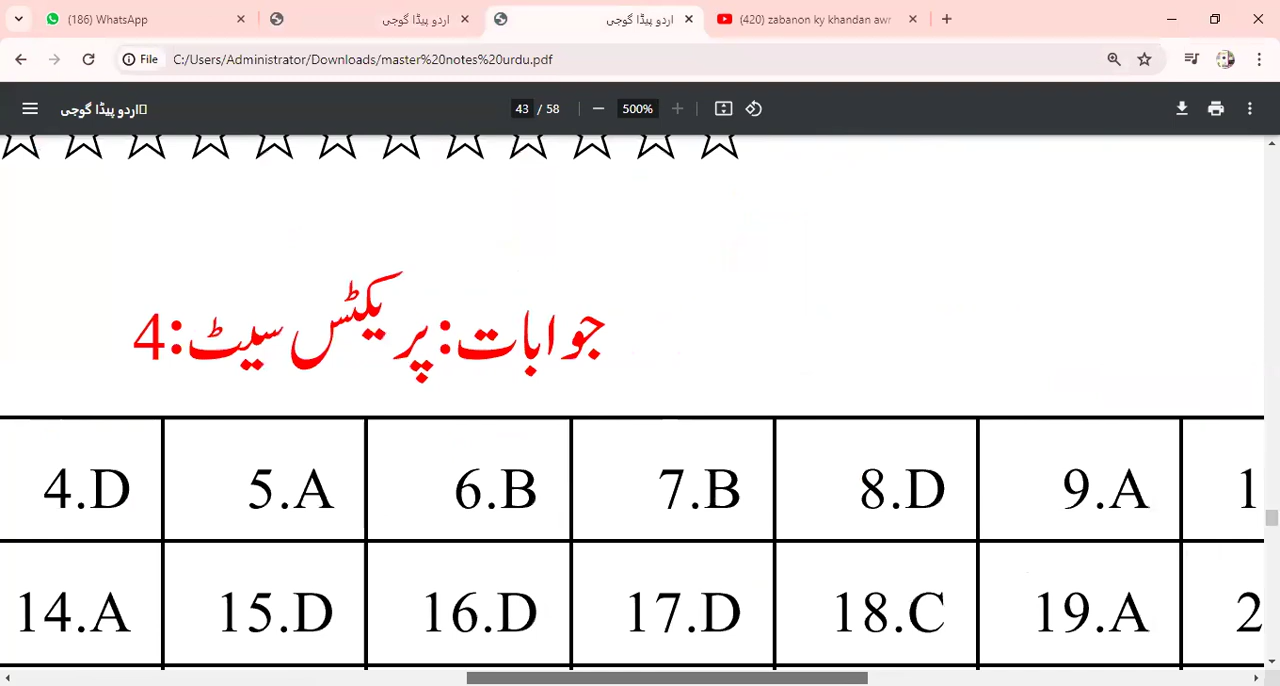 (186) WhatsApp
اردو پیڈا گوجی
اردو پیڈا گوجی
(420) zabanon ky khandan awr
File
C:/Users/Administrator/Downloads/master%20notes%20urdu.pdf
اردو پیڈا گوجی
43 / 58
500%
جوابات: پریکٹس سیٹ: 4
4.D 5.A 6.B 7.B 8.D 9.A 1
14.A 15.D 16.D 17.D 18.C 19.A 2